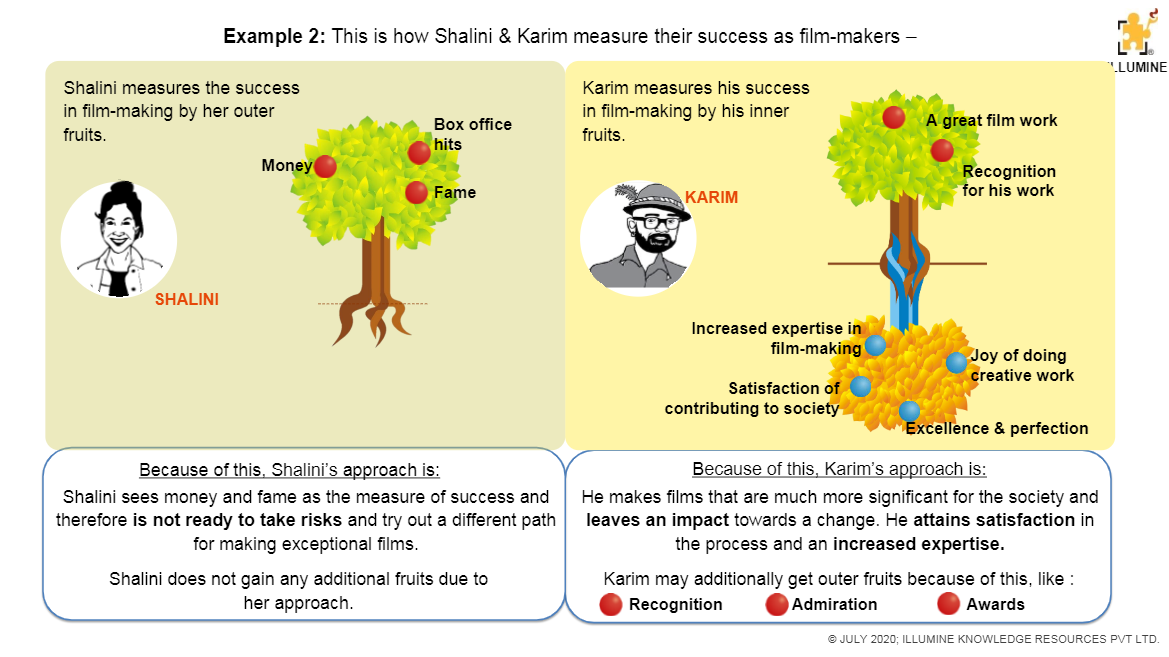 Example 2: This is how Shalini & Karim measure their success as film-makers –
ILLUMINE
Shalini measures the success
in film-making by her outer
fruits.
Money
Box office
hits
Fame
SHALINI
Karim measures his success
in film-making by his inner
fruits.
A great film work
Recognition
for his work
KARIM
Increased expertise in
film-making
Joy of doing
creative work
Satisfaction of
contributing to society
Excellence & perfection
Because of this, Shalini's approach is:
Shalini sees money and fame as the measure of success and
therefore is not ready to take risks and try out a different path
for making exceptional films.
Shalini does not gain any additional fruits due to
her approach.
Because of this, Karim's approach is:
He makes films that are much more significant for the society and
leaves an impact towards a change. He attains satisfaction in
the process and an increased expertise.
Karim may additionally get outer fruits because of this, like :
Recognition
Admiration
Awards
© JULY 2020; ILLUMINE KNOWLEDGE RESOURCES PVT LTD.